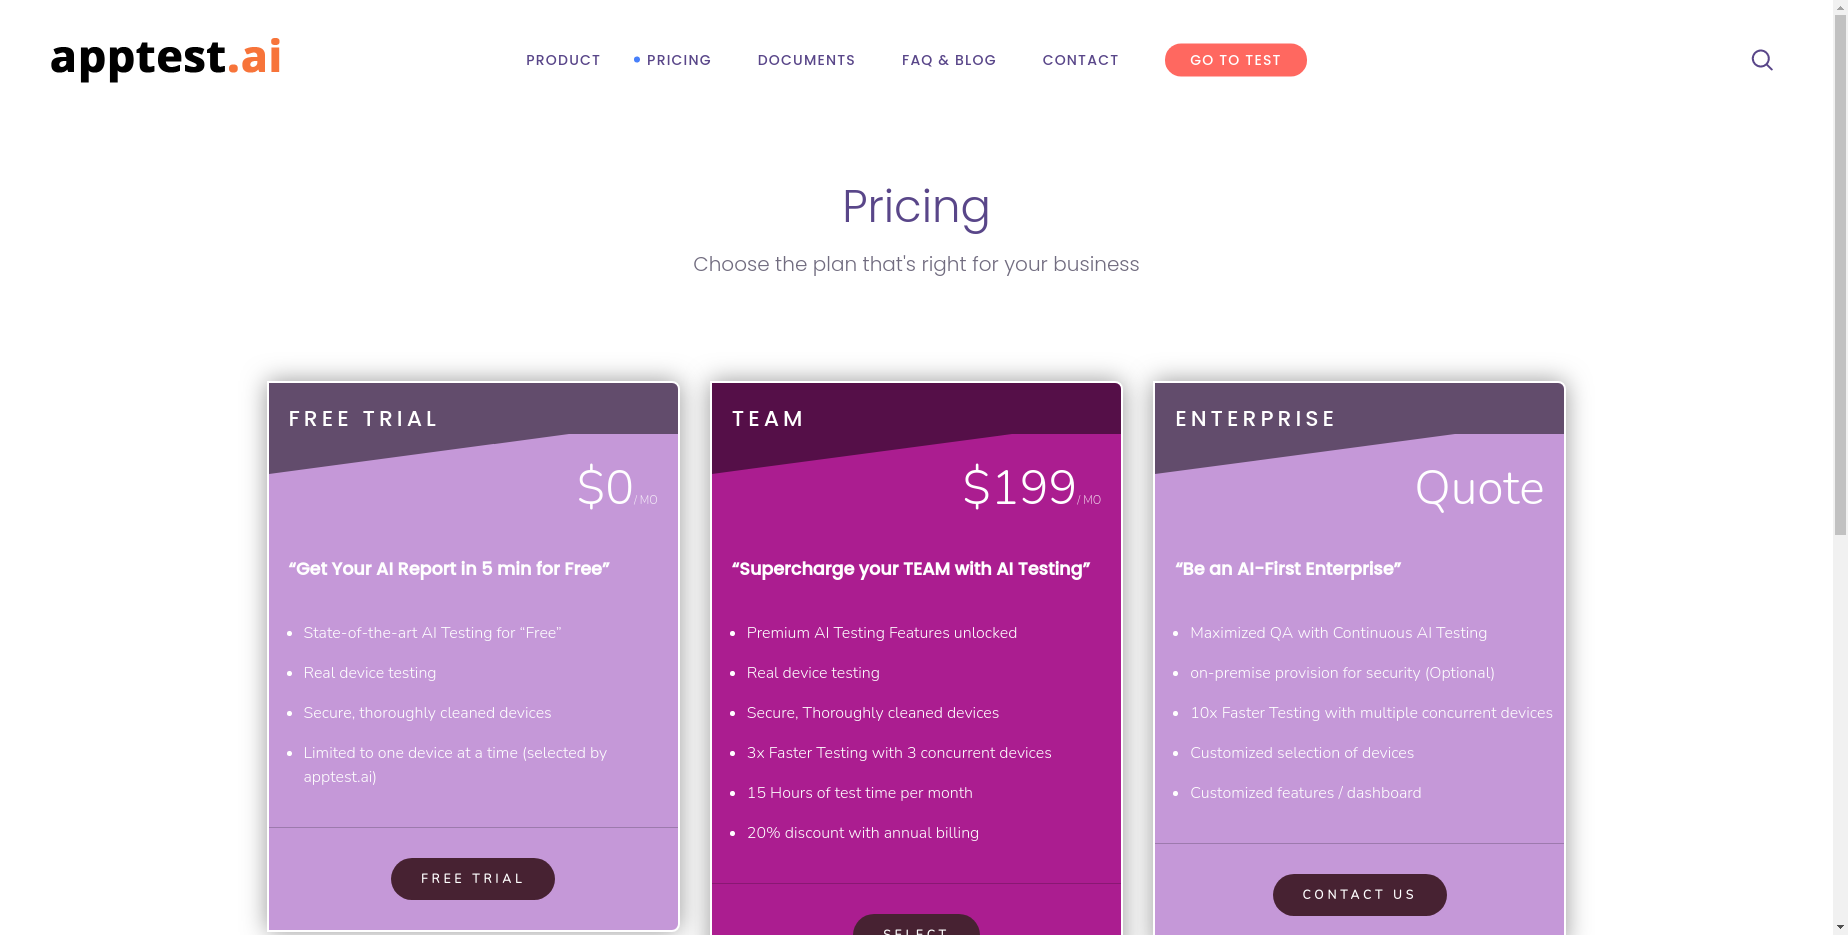 apptest.ai
PRODUCT
PRICING
DOCUMENTS
FAQ & BLOG
CONTACT
GO TO TEST
Pricing
Choose the plan that's right for your business
FREE TRIAL
$0/ MO
“Get Your AI Report in 5 min for Free”
State-of-the-art AI Testing for “Free”
Real device testing
Secure, thoroughly cleaned devices
Limited to one device at a time (selected by
apptest.ai)
FREE TRIAL
TEAM
$199/ MO
“Supercharge your TEAM with AI Testing”
Premium AI Testing Features unlocked
Real device testing
Secure, Thoroughly cleaned devices
3x Faster Testing with 3 concurrent devices
15 Hours of test time per month
20% discount with annual billing
SELECT
ENTERPRISE
Quote
“Be an AI-First Enterprise”
Maximized QA with Continuous AI Testing
on-premise provision for security (Optional)
10x Faster Testing with multiple concurrent devices
Customized selection of devices
Customized features / dashboard
CONTACT US